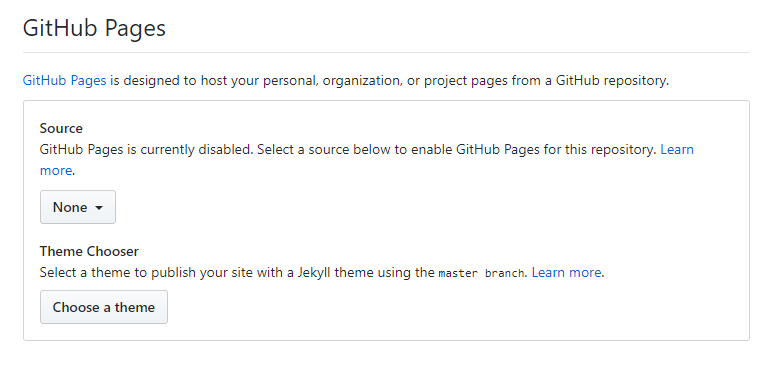 GitHub Pages
GitHub Pages is designed to host your personal, organization, or project pages from a GitHub repository.
Source
GitHub Pages is currently disabled. Select a source below to enable GitHub Pages for this repository. Learn
more.
None
Theme Chooser
Select a theme to publish your site with a Jekyll theme using the master branch. Learn more.
Choose a theme